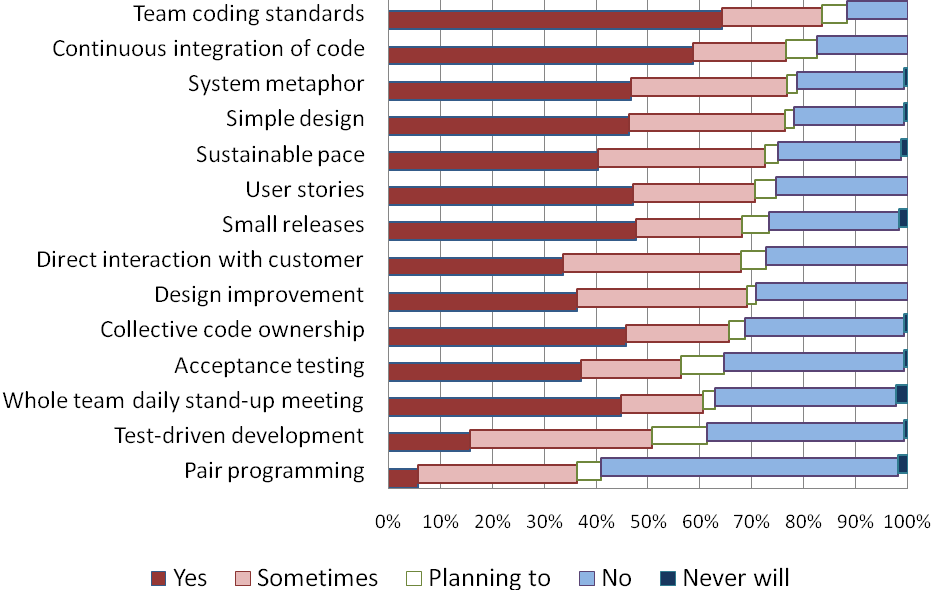 Team coding standards
Continuous integration of code
System metaphor
Simple design
Sustainable pace
User stories
Small releases
Direct interaction with customer
Design improvement
Collective code ownership
Acceptance testing
Whole team daily stand-up meeting
Test-driven development
Pair programming
0% 10% 20% 30% 40% 50% 60% 70% 80% 90% 100%
Yes Sometimes Planning to No Never will